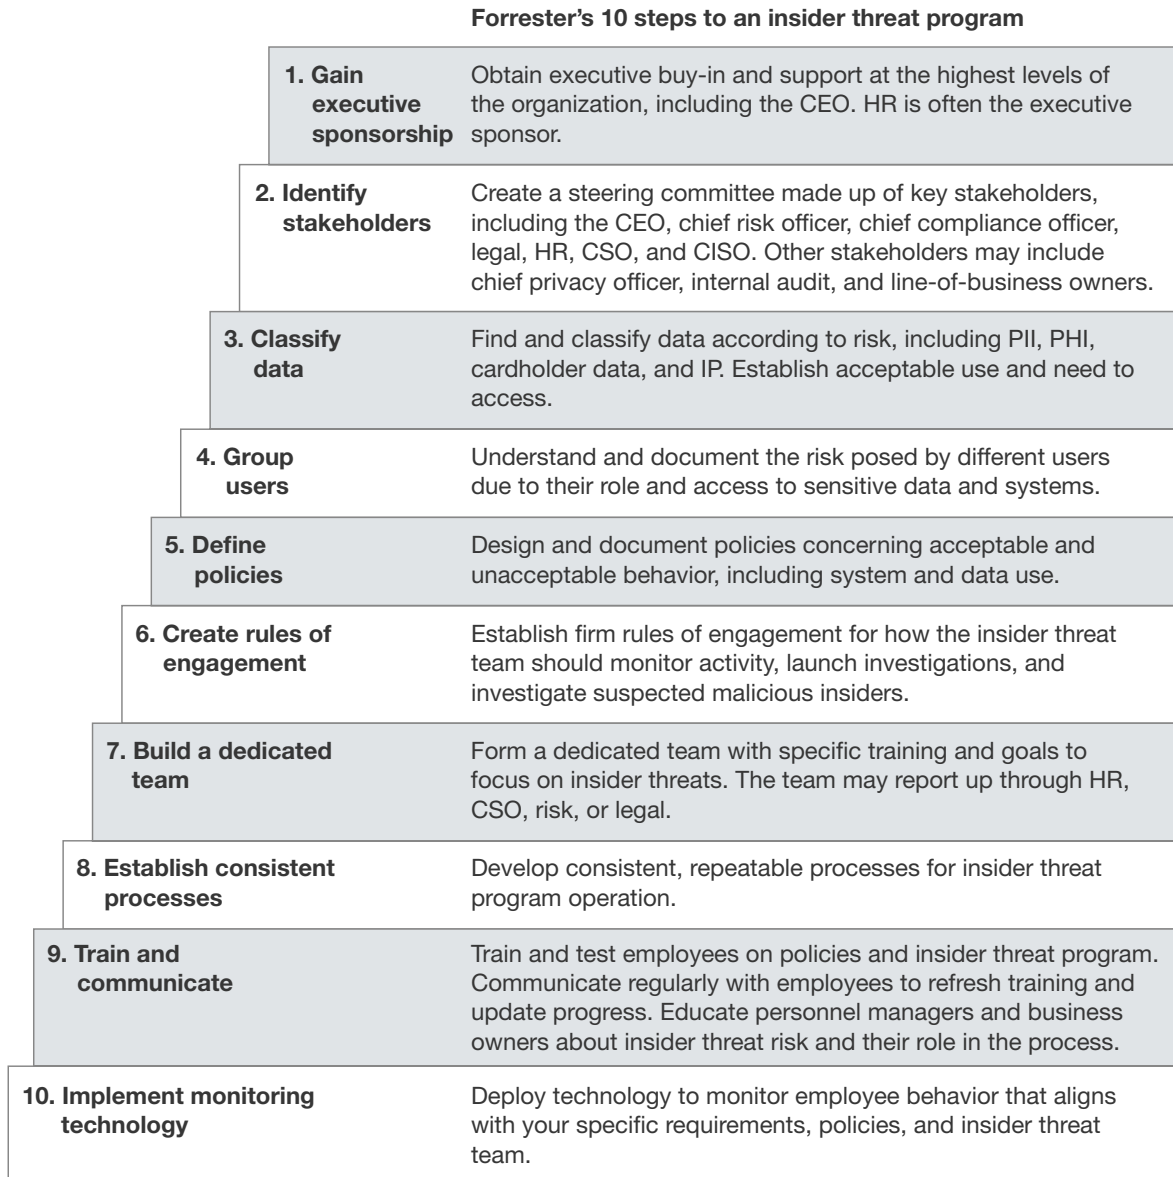 Forrester’s 10 steps to an insider threat program
1. Gain
executive
sponsorship
Obtain executive buy-in and support at the highest levels of
the organization, including the CEO. HR is often the executive
sponsor.
2. Identify
stakeholders
Create a steering committee made up of key stakeholders,
including the CEO, chief risk officer, chief compliance officer,
legal, HR, CSO, and CISO. Other stakeholders may include
chief privacy officer, internal audit, and line-of-business owners.
3. Classify
data
Find and classify data according to risk, including PII, PHI,
cardholder data, and IP. Establish acceptable use and need to
access.
4. Group
users
Understand and document the risk posed by different users
due to their role and access to sensitive data and systems.
5. Define
policies
Design and document policies concerning acceptable and
unacceptable behavior, including system and data use.
6. Create rules of
engagement
Establish firm rules of engagement for how the insider threat
team should monitor activity, launch investigations, and
investigate suspected malicious insiders.
7. Build a dedicated
team
Form a dedicated team with specific training and goals to
focus on insider threats. The team may report up through HR,
CSO, risk, or legal.
8. Establish consistent
processes
Develop consistent, repeatable processes for insider threat
program operation.
9. Train and
communicate
Train and test employees on policies and insider threat program.
Communicate regularly with employees to refresh training and
update progress. Educate personnel managers and business
owners about insider threat risk and their role in the process.
10. Implement monitoring
technology
Deploy technology to monitor employee behavior that aligns
with your specific requirements, policies, and insider threat
team.